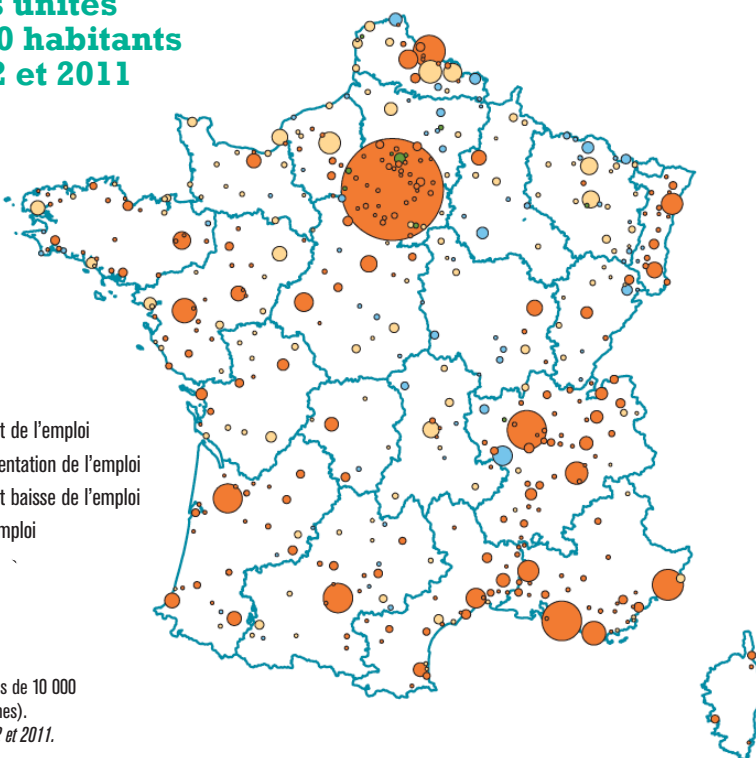 s unités
0 habitants
2 et 2011
t de l’emploi
entation de l’emploi
t baisse de l’emploi
mploi
s de 10 000
nes).
2 et 2011.